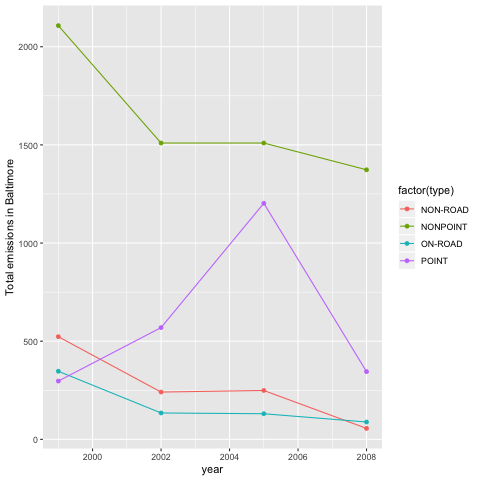 Total emissions in Baltimore
2000
1500
1000
500
0
2000
2002
2004
2006
2008
year
factor(type)
NON-ROAD
NONPOINT
ON-ROAD
POINT